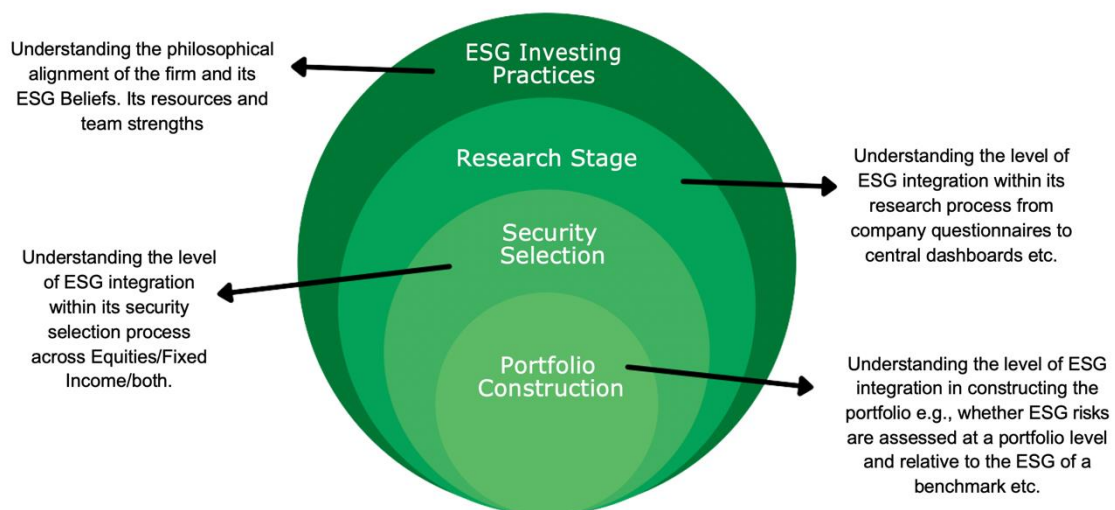 ESG Investing
Practices
Understanding the philosophical
alignment of the firm and its
ESG Beliefs. Its resources and
team strengths
Research Stage
Understanding the level of
ESG integration within its
research process from
company questionnaires to
central dashboards etc.
Security
Selection
Understanding the level
of ESG integration
within its security
selection process
across Equities/Fixed
Income/both.
Portfolio
Construction
Understanding the level of ESG
integration in constructing the
portfolio e.g., whether ESG risks
are assessed at a portfolio level
and relative to the ESG of a
benchmark etc.